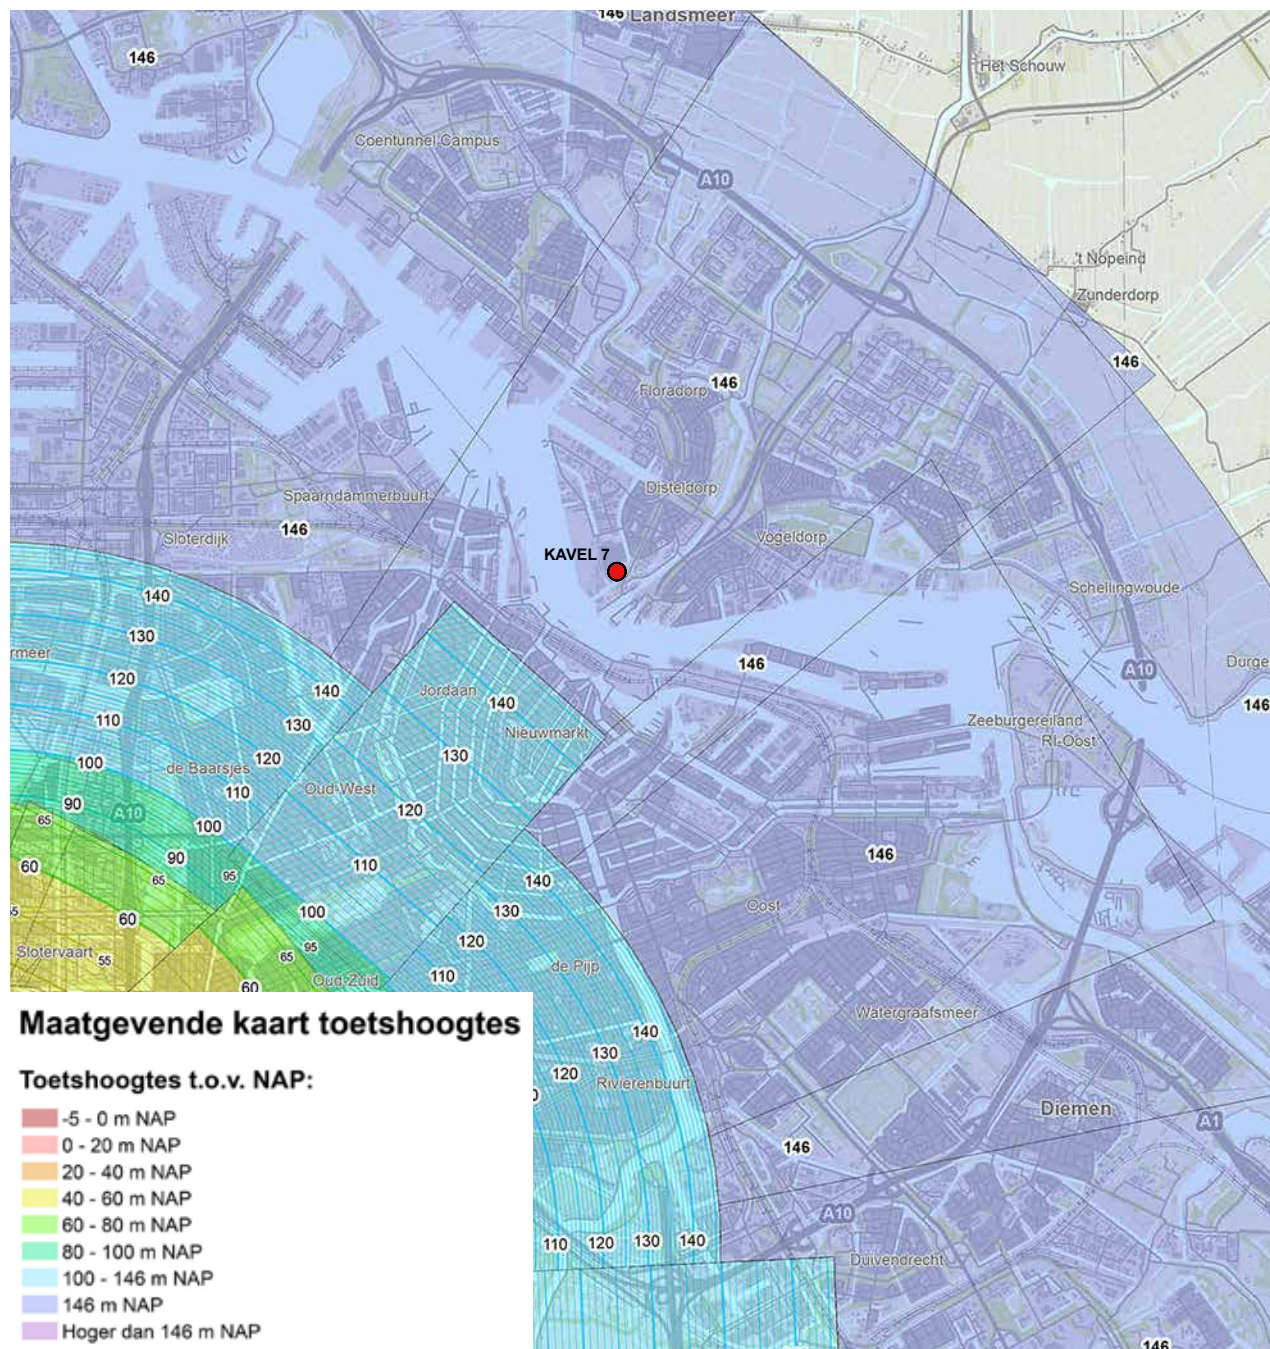 146 Landsmeer
146
Het Schouw
Coentunnel Campus
A10
't Nopeind
Zunderdorp
146
Floradorp 146
Disteldorp
Spaarndammerbuurt
146
Sloterdijk
Vogeldorp
KAVEL 7
Schellingwoude
140
130
rmeer
120
140
Jordaan
146
A10
Durge
110
130
140
146
Nieuwmarkt
Zeeburgereiland
RI-Oost
100
de Baarsjes
120
130
110
Oud-West
90
A10
65
100
120
90
60
65
95
110
140
146
60
100
130
Oost
55
Slotervaart
55
65
95
120
60
Oud-Zuid
110
de Pijp
Watergraafsmeer
140
130
120
Rivierenbuurt
0
Diemen
A1
146
A10
110
120
130
140
Duivendrecht
146
Maatgevende kaart toetshoogtes
Toetshoogtes t.o.v. NAP:
-5 - 0 m NAP
0 - 20 m NAP
20 - 40 m NAP
40 - 60 m NAP
60 - 80 m NAP
80 - 100 m NAP
100 - 146 m NAP
146 m NAP
Hoger dan 146 m NAP